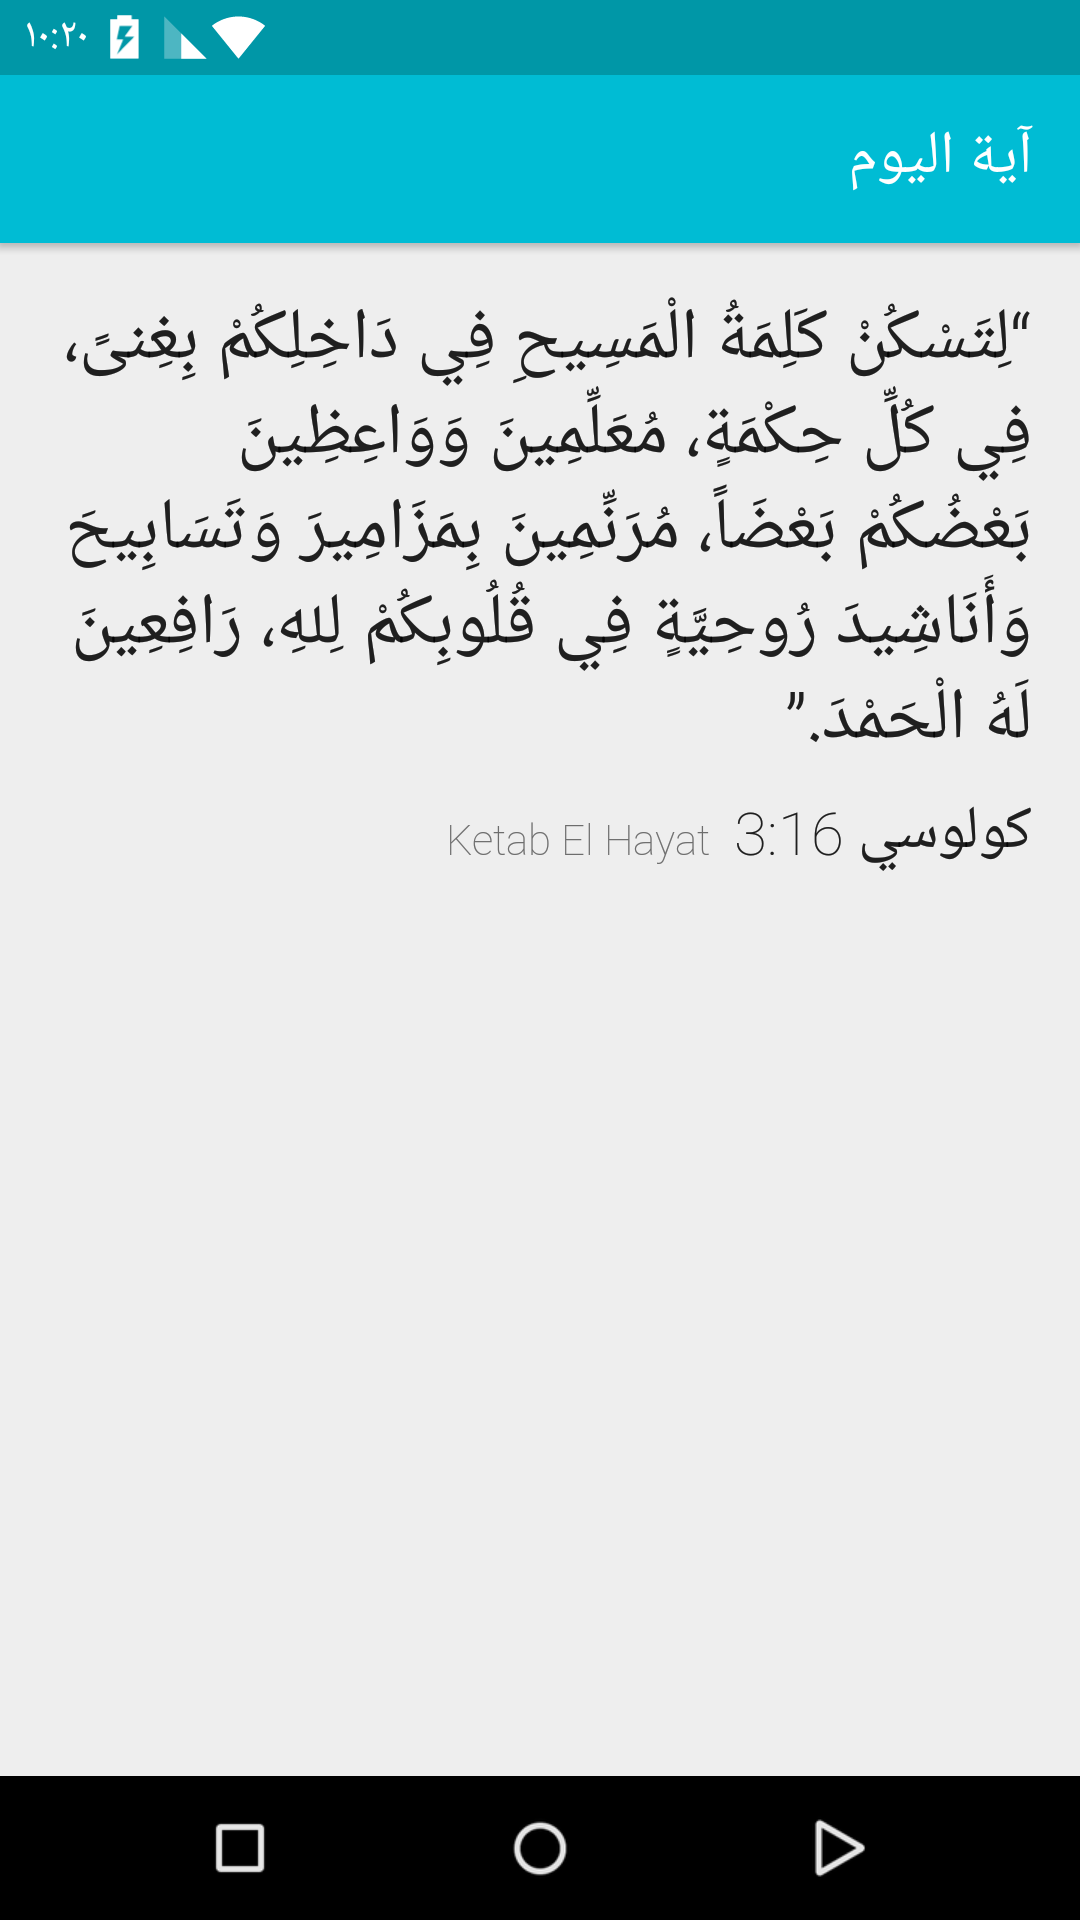 ١٠:٢٠
آية اليوم
“لِتَسْكُنْ كَلِمَةُ الْمَسِيحِ فِي دَاخِلِكُمْ بِغِنىً،
فِي كُلِّ حِكْمَةٍ، مُعَلِّمِينَ وَوَاعِظِينَ
بَعْضُكُمْ بَعْضَاً، مُرَنِّمِينَ بِمَزَامِيرَ وَتَسَابِيحَ
وَأَنَاشِيدَ رُوحِيَّةٍ فِي قُلُوبِكُمْ لِلهِ، رَافِعِينَ
لَهُ الْحَمْدَ.”
كولوسي 3:16 Ketab El Hayat